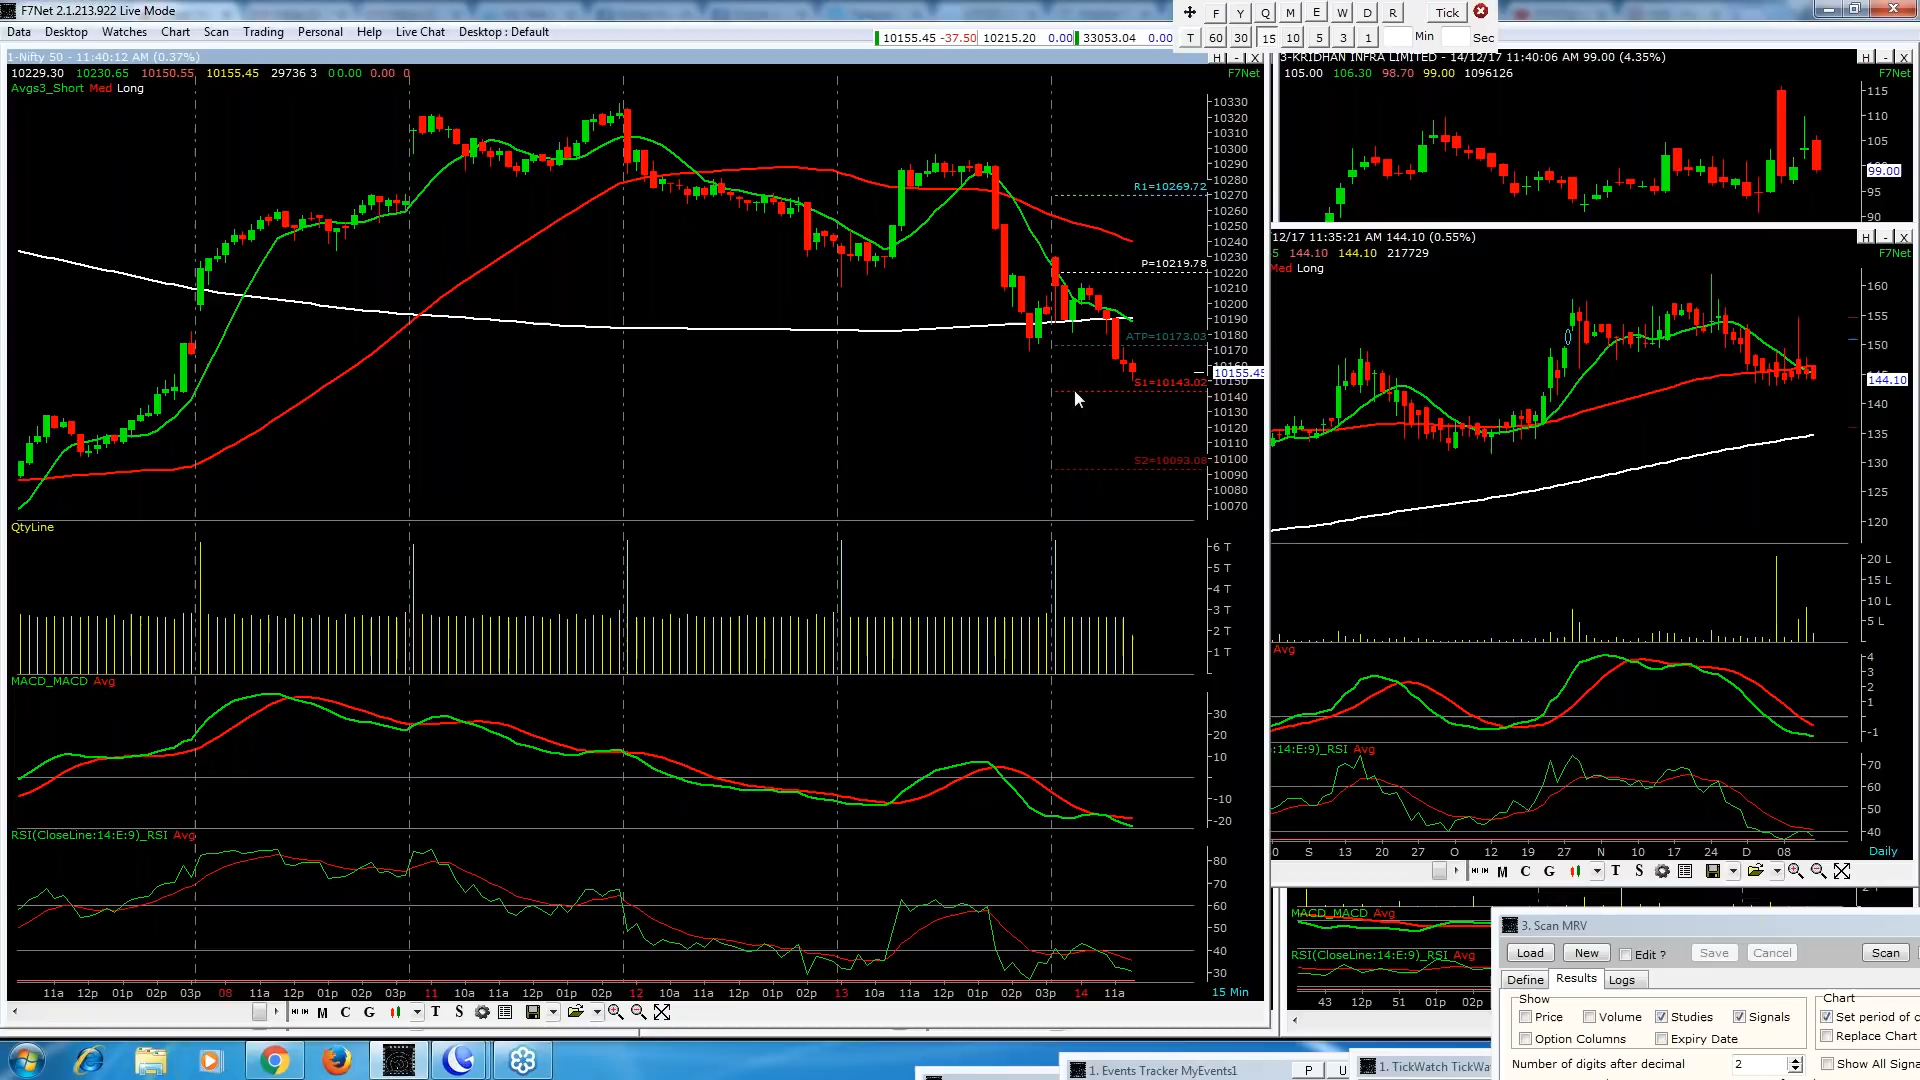 F7Net 2.1.213.922 Live Mode
F Y Q M E W D R Tick
Data Desktop Watches Chart Scan Trading Personal Help Live Chat Desktop : Default
10155.45 -37.50 10215.20 0.00 33053.04 0.00
T 60 30 15 10 5 3 1 Min Sec
1-Nifty 50 - 11:40:12 AM (0.37%)
H - X
10229.30 10230.65 10150.55 10155.45 29736 3 0 0.00 0.00 0
F7Net
Avgs3_Short Med Long
10330
10320
10310
10300
10290
10280
R1=10269.72
10270
10260
10250
10240
10230
P=10219.78
10220
10210
10200
10190
10180
ATP=10173.03
10170
10155.45
10150
S1=10143.02
10140
10130
10120
10110
10100
S2=10093.08
10090
10080
10070
QtyLine
6 T
5 T
4 T
3 T
2 T
1 T
MACD_MACD Avg
30
20
10
-10
-20
RSI(CloseLine:14:E:9)_RSI Avg
80
70
60
50
40
30
11a 12p 01p 02p 03p 08 11a 12p 01p 02p 03p 11 10a 11a 12p 01p 02p 12 10a 11a 12p 01p 02p 13 10a 11a 12p 01p 02p 03p 14 11a
15 Min
M C G T S
3-KRIDHAN INFRA LIMITED - 14/12/17 11:40:06 AM 99.00 (4.35%)
H - X
105.00 106.30 98.70 99.00 1096126
F7Net
115
110
105
99.00
95
90
12/17 11:35:21 AM 144.10 (0.55%)
H - X
5 144.10 144.10 217729
F7Net
Med Long
160
155
150
145
144.10
140
135
130
125
120
20 L
15 L
10 L
5 L
Avg
4
3
2
1
-1
:14:E:9)_RSI Avg
70
60
50
40
0 S 13 20 27 O 12 19 27 N 10 17 24 D 08
Daily
M C G T S
MACD_MACD Avg
RSI(CloseLine:14:E:9)_RSI Avg
43 12p 51 01p 02p
3. Scan MRV
Load New Edit ? Save Cancel Scan
Define Results Logs
Show
Price Volume Studies Signals
Option Columns Expiry Date
Number of digits after decimal 2
Chart
Set period of c
Replace Chart
Show All Signa
1. Events Tracker MyEvents1 P U
1. TickWatch TickWa